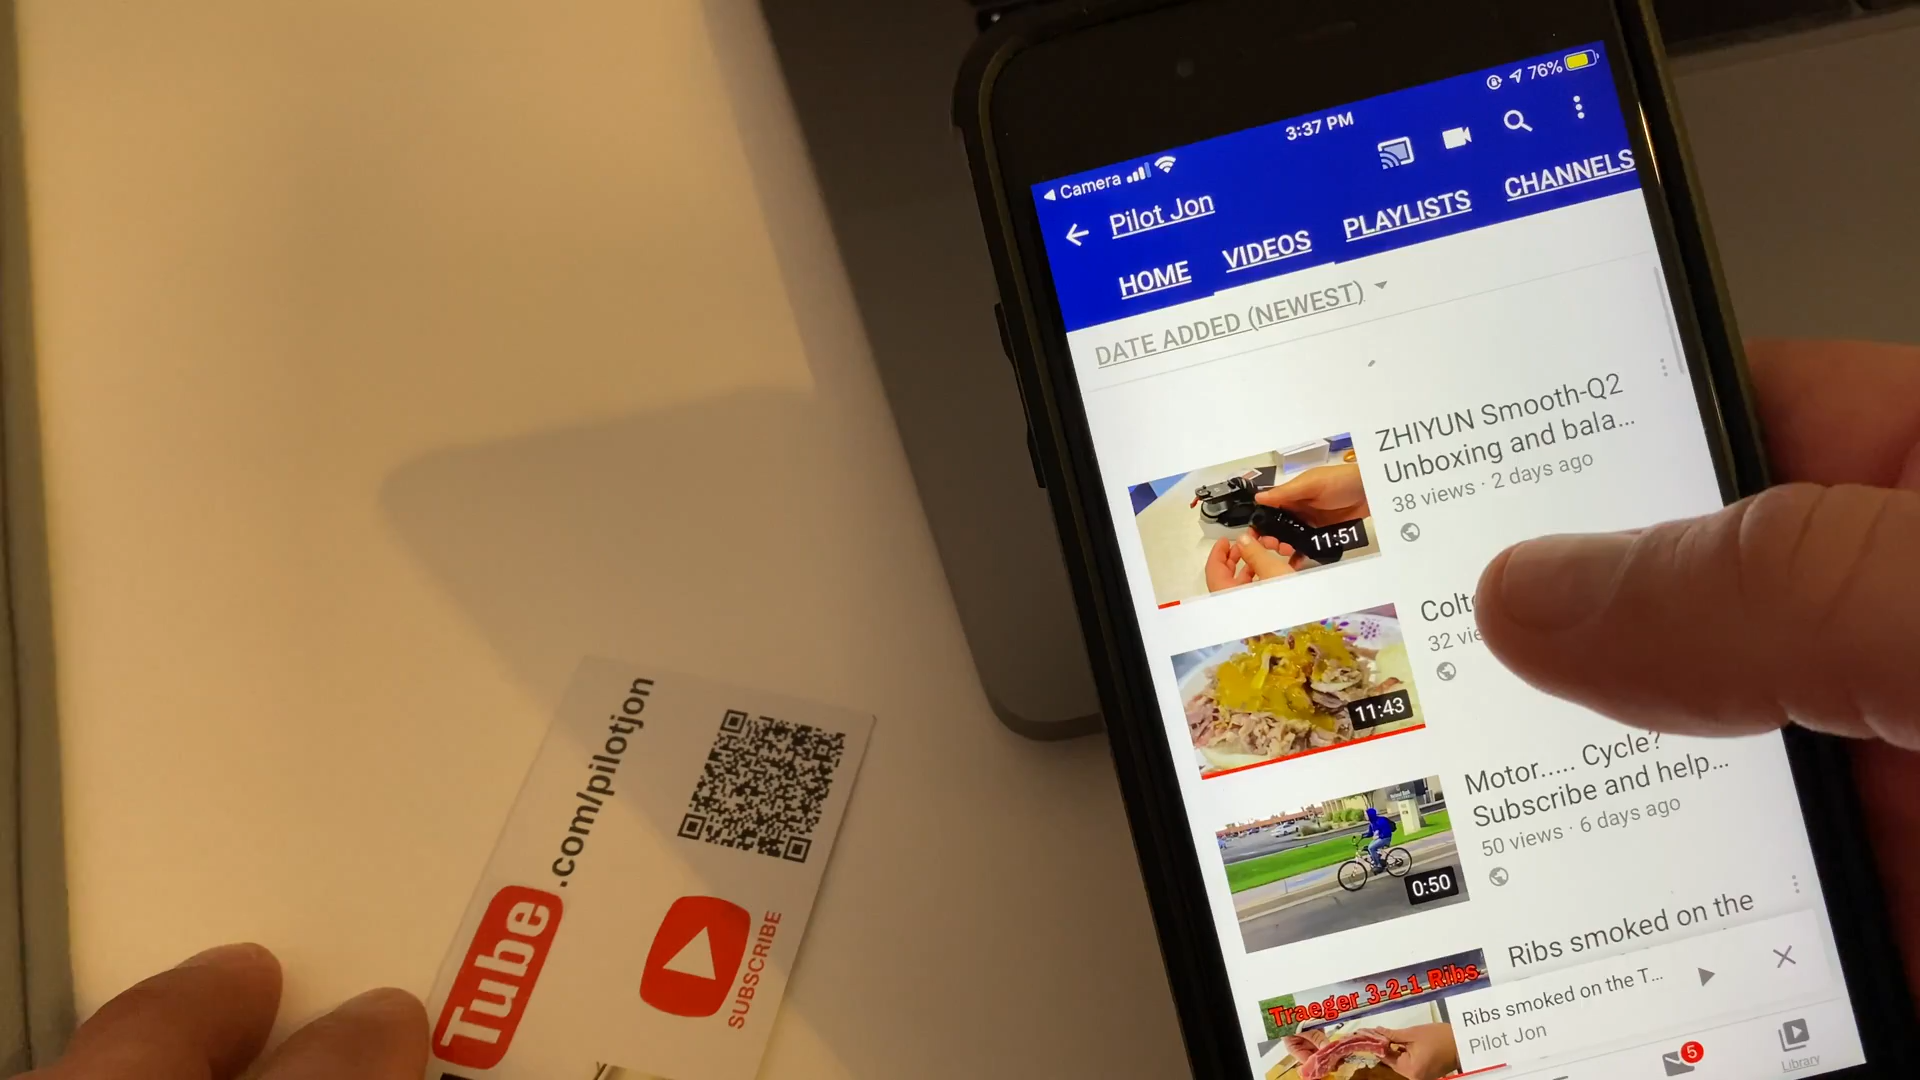 Camera
3:37 PM
76%
Pilot Jon
HOME
VIDEOS
PLAYLISTS
CHANNELS
DATE ADDED (NEWEST)
ZHIYUN Smooth-Q2
Unboxing and bala...
38 views · 2 days ago
11:51
32
11:43
Motor..... Cycle?
Subscribe and help...
50 views · 6 days ago
0:50
Ribs smoked on the
Traeger 3-2-1 Ribs
Ribs smoked on the T...
Pilot Jon
5
Library
Tube.com/pilotjon
SUBSCRIBE